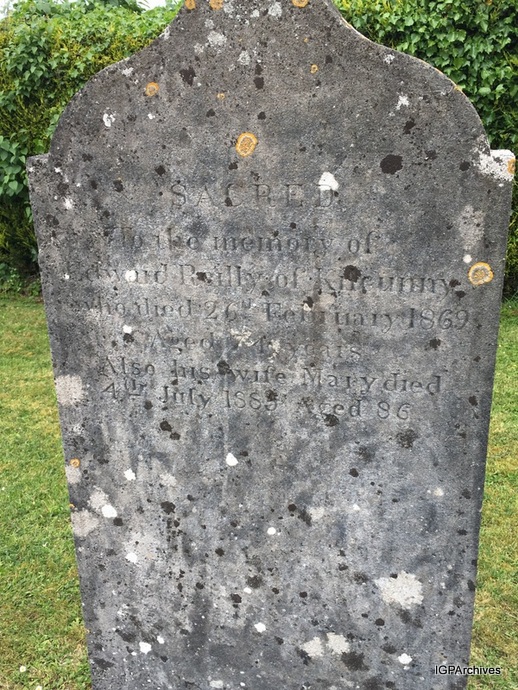 SACRED
To the memory of
Edward Reilly of
who died 26th February 1869
Aged 74 years
Also his wife Mary died
4th July 1885 Aged 86
IGPArchives